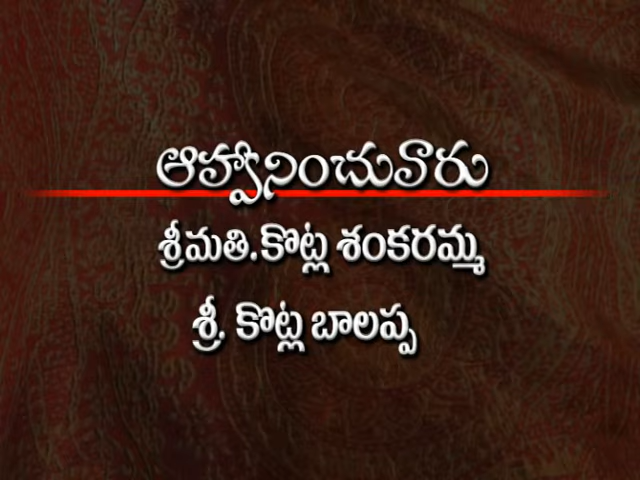 ఆహ్వానించువారు
శ్రీమతి.కొట్ల శంకరమ్మ
శ్రీ. కొట్ల బాలప్ప